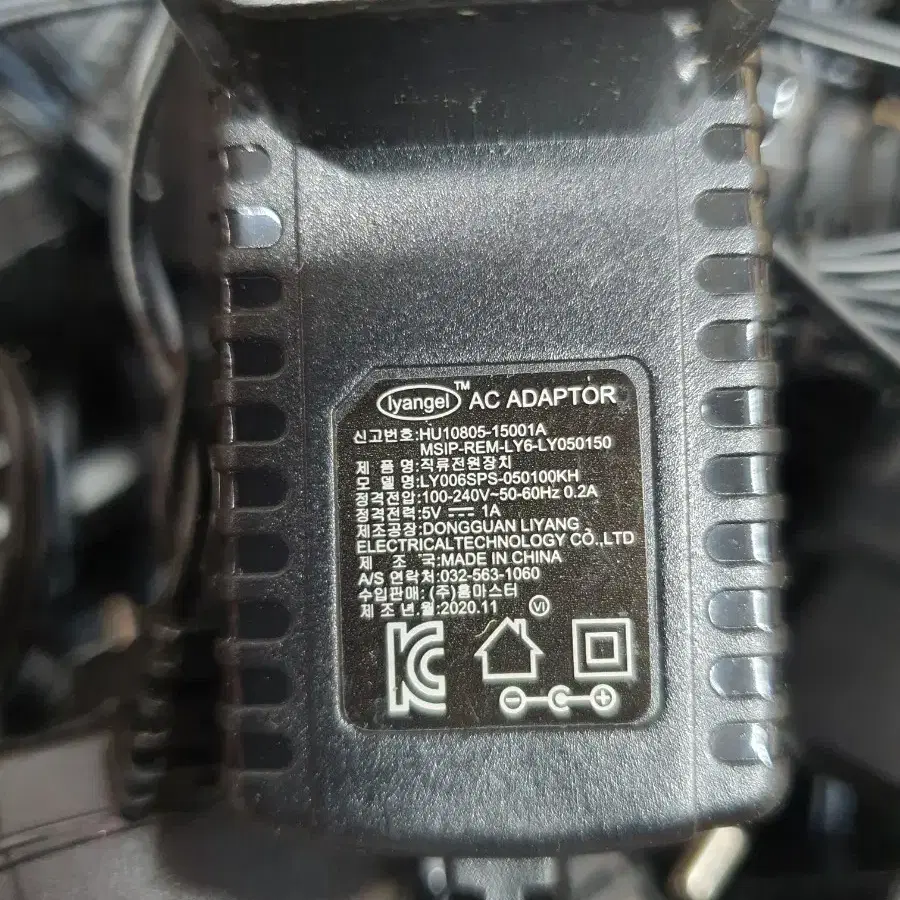 lyangel™ AC ADAPTOR
신고번호:HU10805-15001A
MSIP-REM-LY6-LY050150
제 품 명:직류전원장치
모 델 명:LY006SPS-050100KH
정격전압:100-240V~50-60Hz 0.2A
정격전력:5V⎓1A
제조공장:DONGGUAN LIYANG
ELECTRICALTECHNOLOGY CO.,LTD
제 조 국:MADE IN CHINA
A/S 연락처:032-563-1060
수입판매: (주)홈마스터
제 조 년.월:2020.11 VI